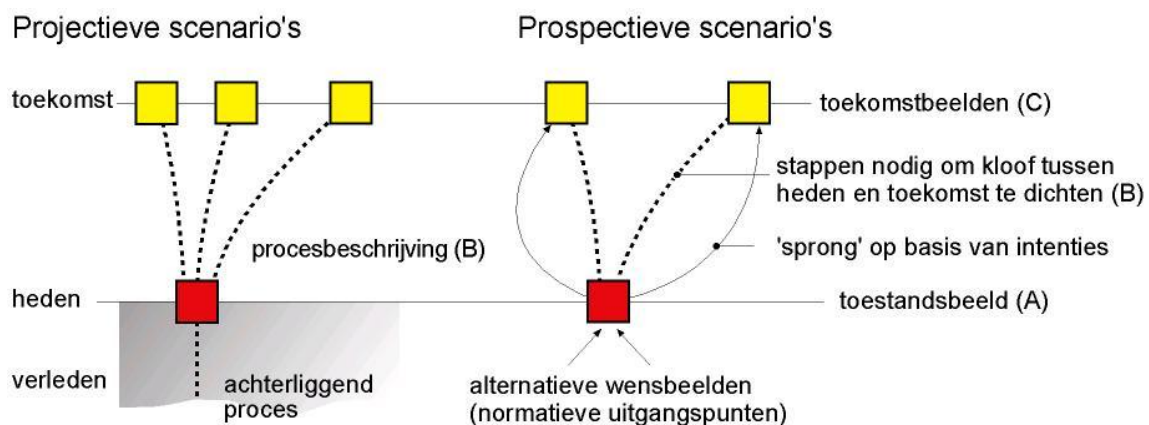 Projectieve scenario's
Prospectieve scenario's
toekomst
toekomstbeelden (C)
stappen nodig om kloof tussen
heden en toekomst te dichten (B)
procesbeschrijving (B)
'sprong' op basis van intenties
heden
toestandsbeeld (A)
verleden
achterliggend
proces
alternatieve wensbeelden
(normatieve uitgangspunten)